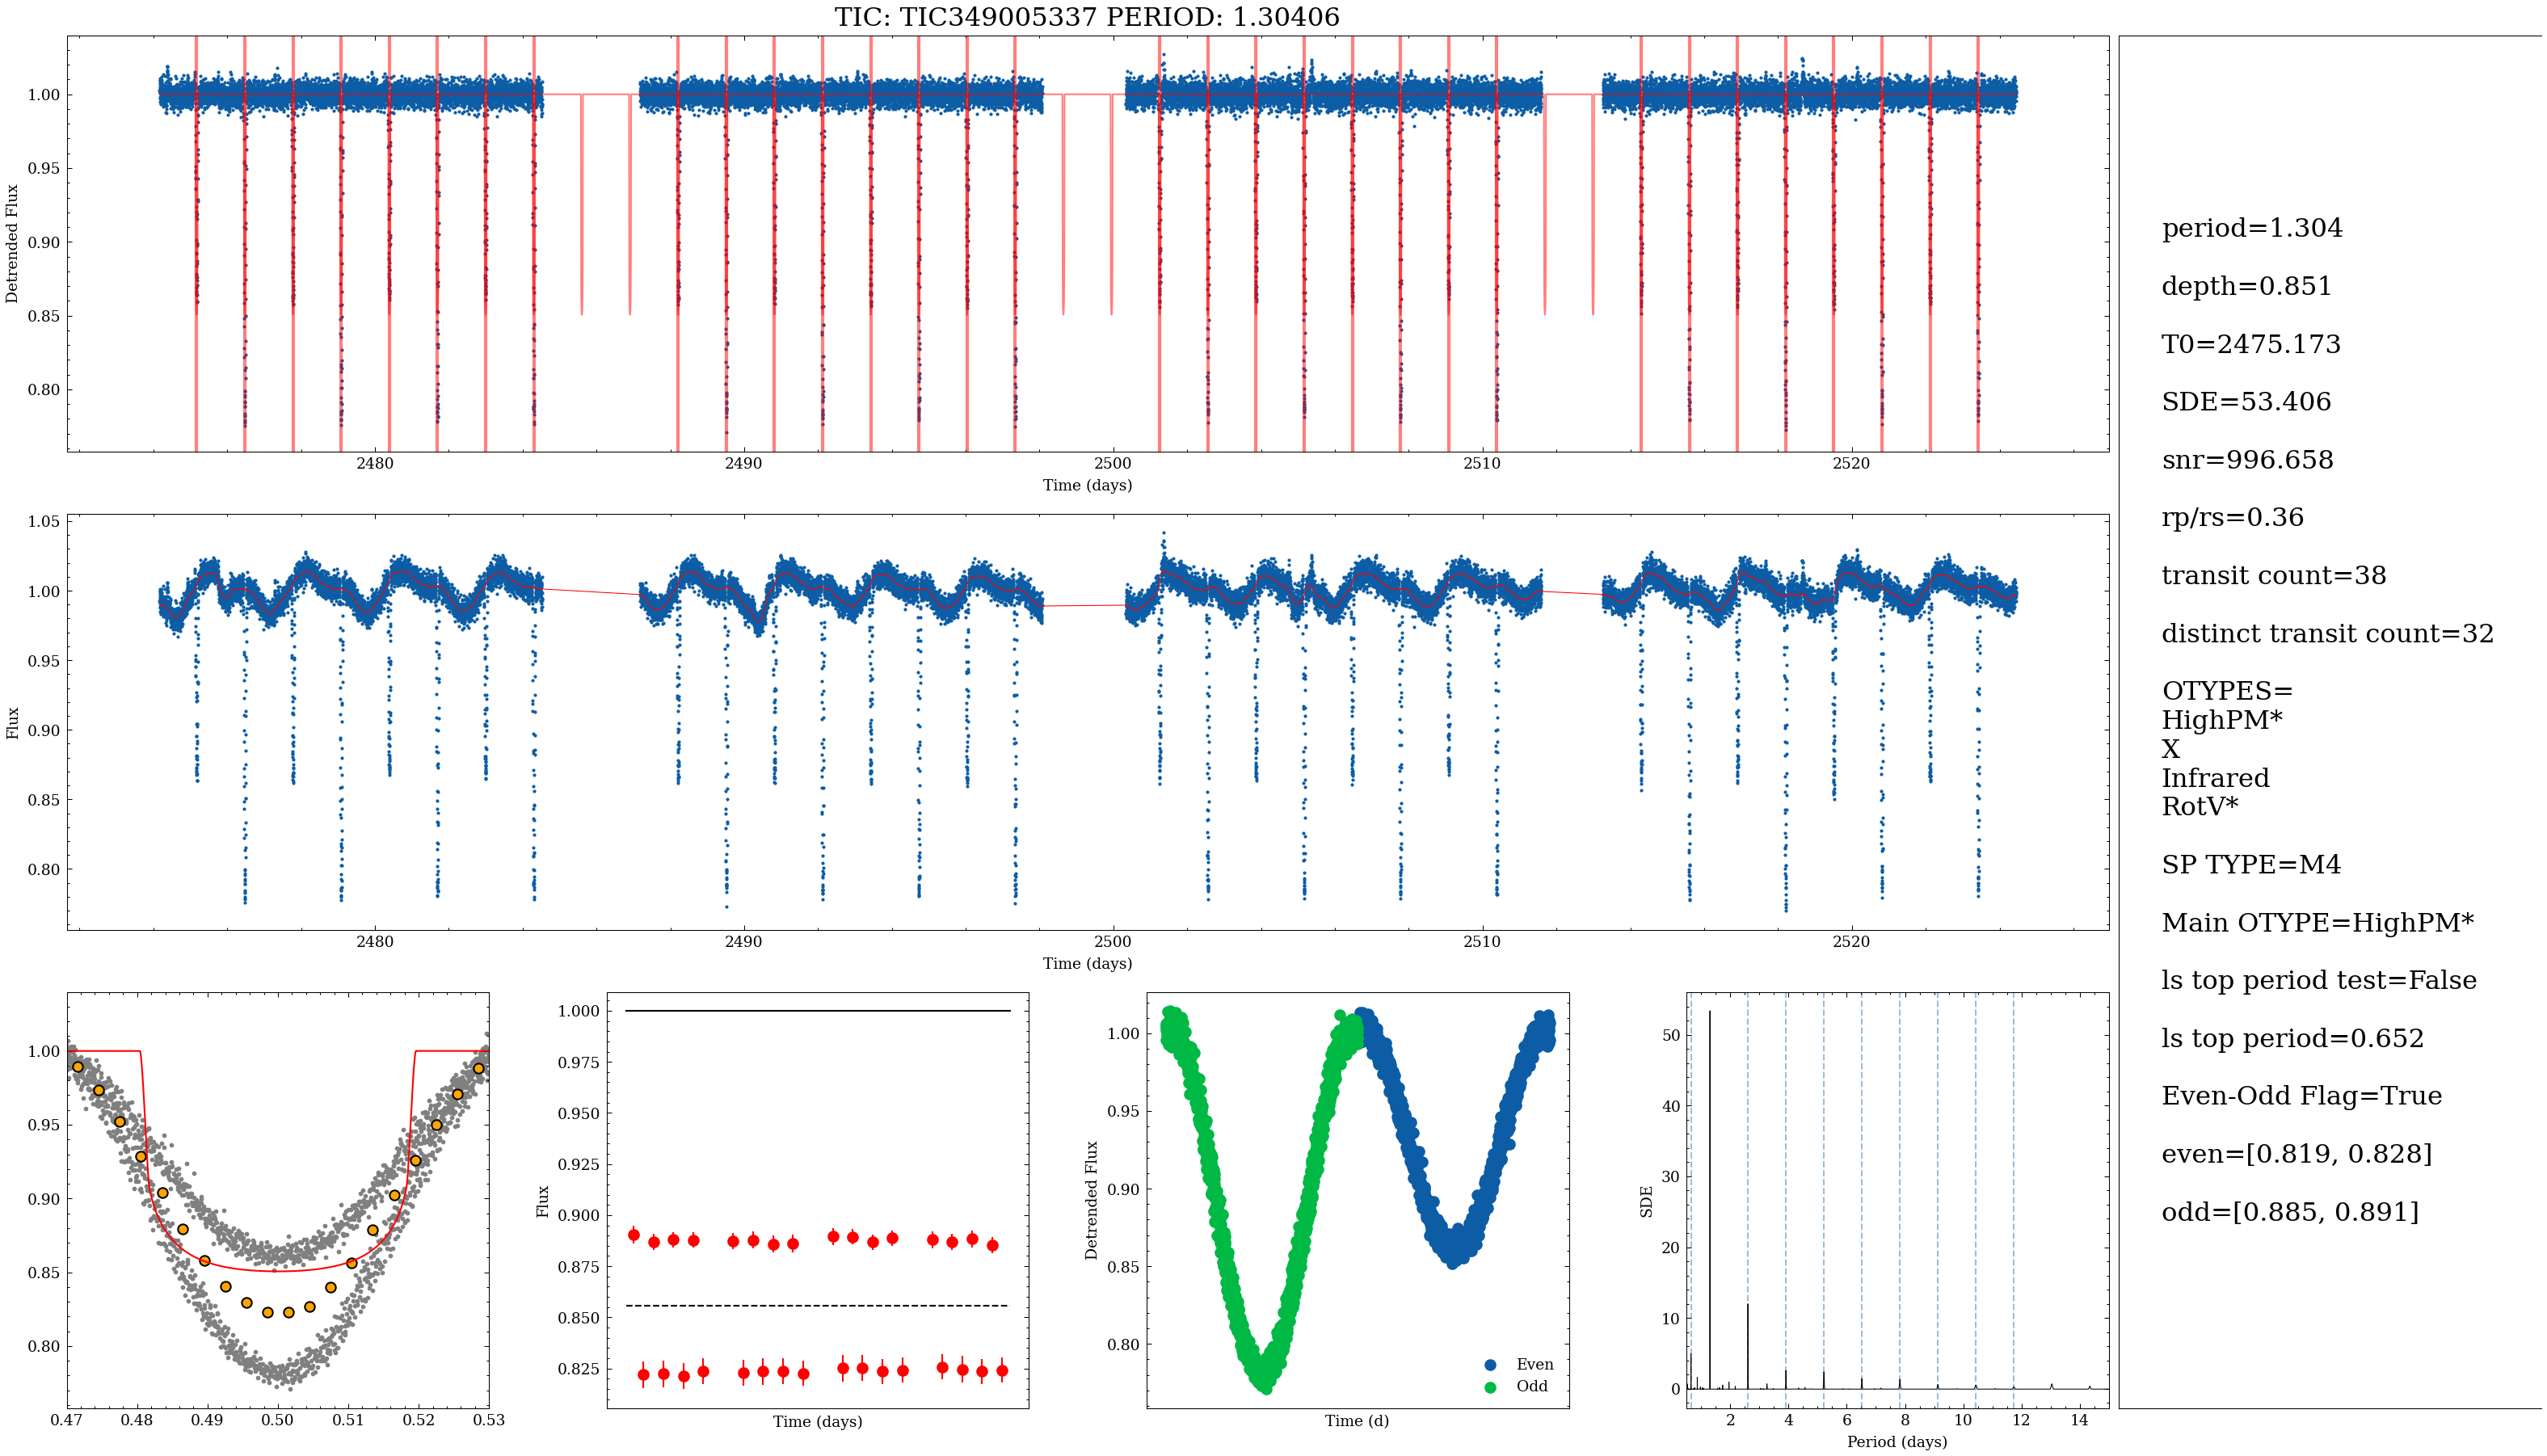 TIC: TIC349005337 PERIOD: 1.30406
Detrended Flux
1.00
0.95
0.90
0.85
0.80
2480
2490
2500
2510
2520
Time (days)
Flux
1.05
1.00
0.95
0.90
0.85
0.80
2480
2490
2500
2510
2520
Time (days)
1.00
0.95
0.90
0.85
0.80
0.47
0.48
0.49
0.50
0.51
0.52
0.53
Flux
1.000
0.975
0.950
0.925
0.900
0.875
0.850
0.825
Time (days)
Detrended Flux
1.00
0.95
0.90
0.85
0.80
Even
Odd
Time (d)
SDE
50
40
30
20
10
0
2
4
6
8
10
12
14
Period (days)
period=1.304
depth=0.851
T0=2475.173
SDE=53.406
snr=996.658
rp/rs=0.36
transit count=38
distinct transit count=32
OTYPES=
HighPM*
X
Infrared
RotV*
SP TYPE=M4
Main OTYPE=HighPM*
ls top period test=False
ls top period=0.652
Even-Odd Flag=True
even=[0.819, 0.828]
odd=[0.885, 0.891]